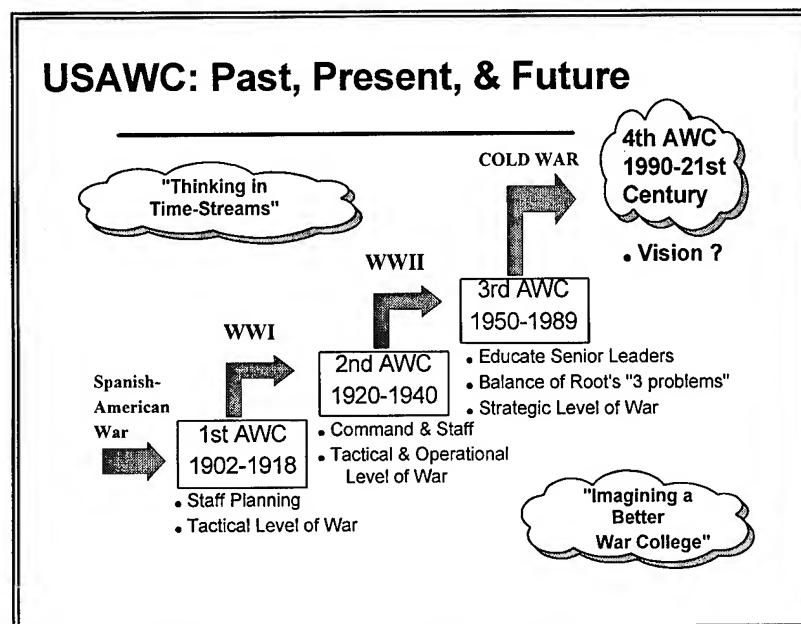 USAWC: Past, Present, & Future
"Thinking in
Time-Streams"
COLD WAR
4th AWC
1990-21st
Century
• Vision ?
WWII
3rd AWC
1950-1989
• Educate Senior Leaders
• Balance of Root's "3 problems"
• Strategic Level of War
WWI
2nd AWC
1920-1940
• Command & Staff
• Tactical & Operational
Level of War
Spanish-
American
War
1st AWC
1902-1918
• Staff Planning
• Tactical Level of War
"Imagining a
Better
War College"